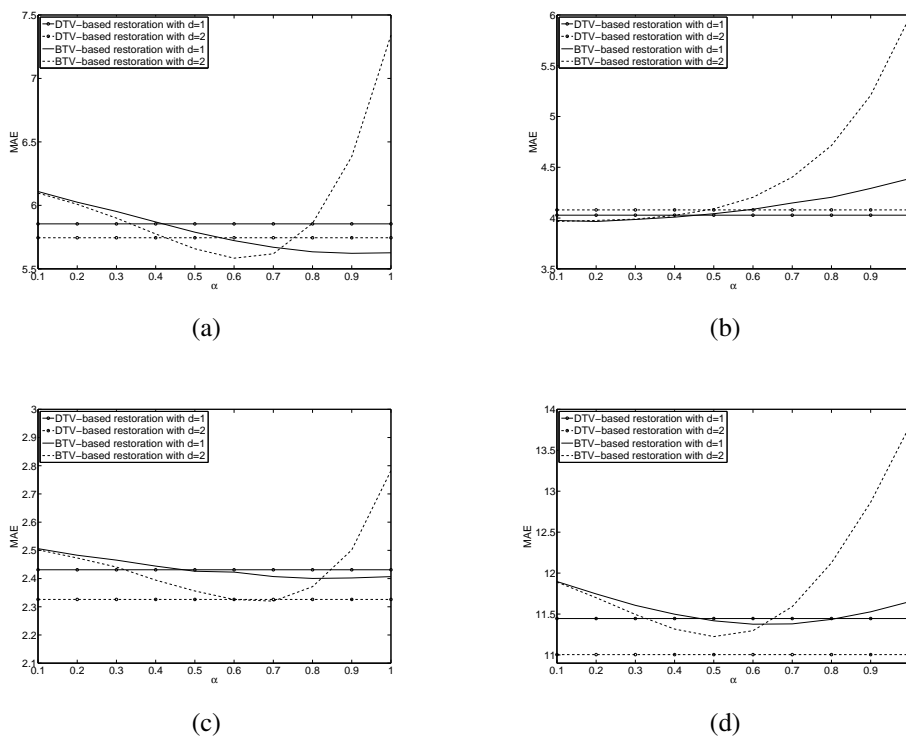 7.5
DTV−based restoration with d=1
DTV−based restoration with d=2
BTV−based restoration with d=1
BTV−based restoration with d=2
7
6.5
MAE
6
5.5
0.1 0.2 0.3 0.4 0.5 0.6 0.7 0.8 0.9 1
α
(a)
6
DTV−based restoration with d=1
DTV−based restoration with d=2
BTV−based restoration with d=1
BTV−based restoration with d=2
5.5
5
MAE
4.5
4
3.5
0.1 0.2 0.3 0.4 0.5 0.6 0.7 0.8 0.9
α
(b)
3
DTV−based restoration with d=1
DTV−based restoration with d=2
BTV−based restoration with d=1
BTV−based restoration with d=2
2.9
2.8
2.7
2.6
MAE
2.5
2.4
2.3
2.2
2.1
0.1 0.2 0.3 0.4 0.5 0.6 0.7 0.8 0.9 1
α
(c)
14
DTV−based restoration with d=1
DTV−based restoration with d=2
BTV−based restoration with d=1
BTV−based restoration with d=2
13.5
13
12.5
MAE
12
11.5
11
0.1 0.2 0.3 0.4 0.5 0.6 0.7 0.8 0.9
α
(d)